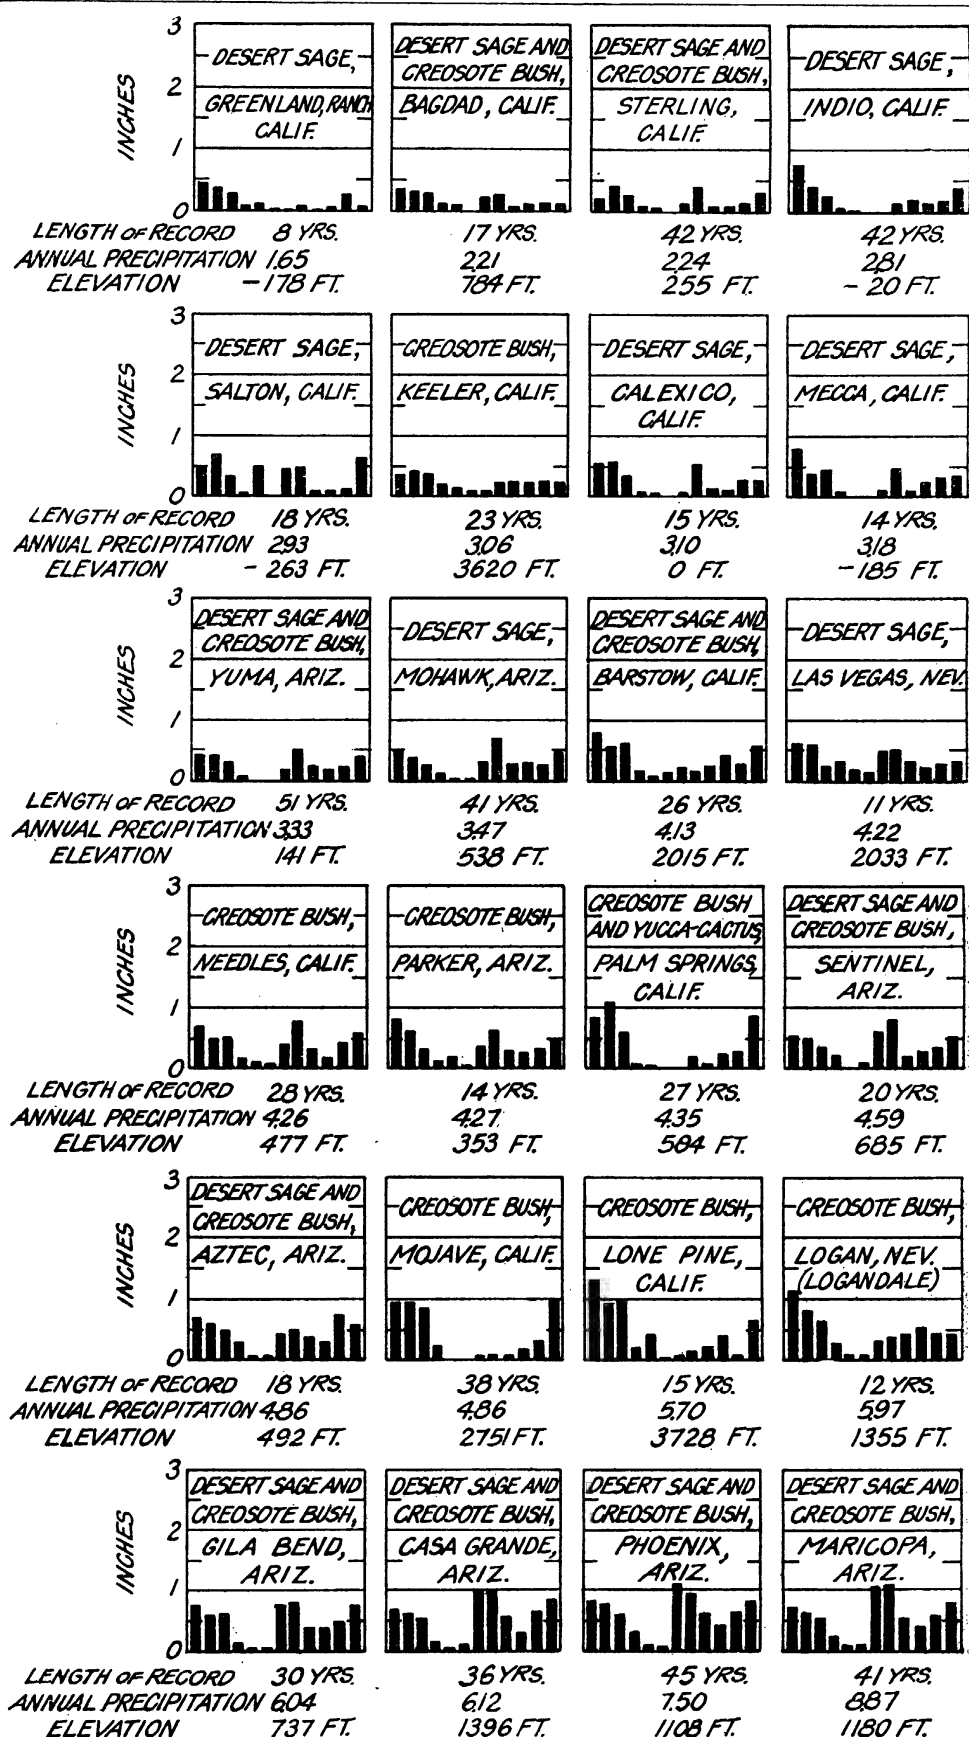 3
2
1
0
INCHES
DESERT SAGE,
GREENLAND, RANCH
CALIF.
DESERT SAGE AND
CREOSOTE BUSH,
BAGDAD, CALIF.
DESERT SAGE AND
CREOSOTE BUSH,
STERLING,
CALIF.
DESERT SAGE,
INDIO, CALIF.
LENGTH OF RECORD 8 YRS. 17 YRS. 42 YRS. 42 YRS.
ANNUAL PRECIPITATION 1.65 2.21 2.24 2.81
ELEVATION -178 FT. 784 FT. 255 FT. -20 FT.
3
2
1
0
INCHES
DESERT SAGE,
SALTON, CALIF.
CREOSOTE BUSH,
KEELER, CALIF.
DESERT SAGE,
CALEXICO,
CALIF.
DESERT SAGE,
MECCA, CALIF.
LENGTH OF RECORD 18 YRS. 23 YRS. 15 YRS. 14 YRS.
ANNUAL PRECIPITATION 2.93 3.06 3.10 3.18
ELEVATION -263 FT. 3620 FT. 0 FT. -185 FT.
3
2
1
0
INCHES
DESERT SAGE AND
CREOSOTE BUSH,
YUMA, ARIZ.
DESERT SAGE,
MOHAWK, ARIZ.
DESERT SAGE AND
CREOSOTE BUSH,
BARSTOW, CALIF.
DESERT SAGE,
LAS VEGAS, NEV.
LENGTH OF RECORD 51 YRS. 41 YRS. 26 YRS. 11 YRS.
ANNUAL PRECIPITATION 3.33 3.47 4.13 4.22
ELEVATION 141 FT. 538 FT. 2015 FT. 2033 FT.
3
2
1
0
INCHES
CREOSOTE BUSH,
NEEDLES, CALIF.
CREOSOTE BUSH,
PARKER, ARIZ.
CREOSOTE BUSH
AND YUCCA-CACTUS,
PALM SPRINGS,
CALIF.
DESERT SAGE AND
CREOSOTE BUSH,
SENTINEL,
ARIZ.
LENGTH OF RECORD 28 YRS. 14 YRS. 27 YRS. 20 YRS.
ANNUAL PRECIPITATION 4.26 4.27 4.35 4.59
ELEVATION 477 FT. 353 FT. 584 FT. 685 FT.
3
2
1
0
INCHES
DESERT SAGE AND
CREOSOTE BUSH,
AZTEC, ARIZ.
CREOSOTE BUSH,
MOJAVE, CALIF.
CREOSOTE BUSH,
LONE PINE,
CALIF.
CREOSOTE BUSH,
LOGAN, NEV.
(LOGANDALE)
LENGTH OF RECORD 18 YRS. 38 YRS. 15 YRS. 12 YRS.
ANNUAL PRECIPITATION 4.86 4.86 5.70 5.97
ELEVATION 492 FT. 2751 FT. 3728 FT. 1355 FT.
3
2
1
0
INCHES
DESERT SAGE AND
CREOSOTE BUSH,
GILA BEND,
ARIZ.
DESERT SAGE AND
CREOSOTE BUSH,
CASA GRANDE,
ARIZ.
DESERT SAGE AND
CREOSOTE BUSH,
PHOENIX,
ARIZ.
DESERT SAGE AND
CREOSOTE BUSH,
MARICOPA,
ARIZ.
LENGTH OF RECORD 30 YRS. 36 YRS. 45 YRS. 41 YRS.
ANNUAL PRECIPITATION 6.04 6.12 7.50 8.87
ELEVATION 737 FT. 1396 FT. 1108 FT. 1180 FT.